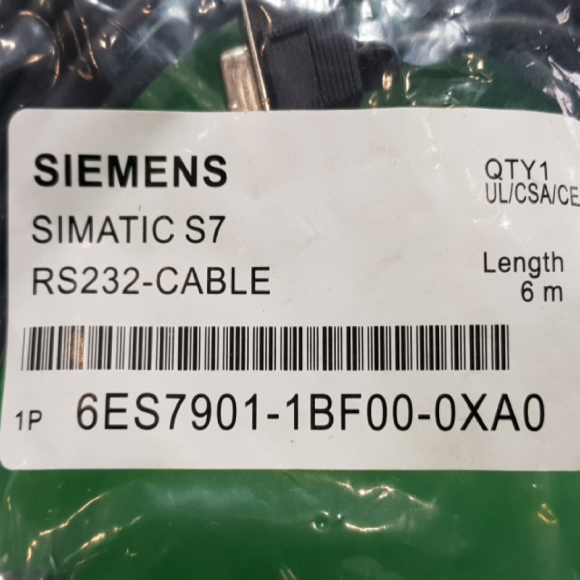 SIEMENS
SIMATIC S7
RS232-CABLE
QTY1
UL/CSA/CE
Length
6 m
1P 6ES7901-1BF00-0XA0